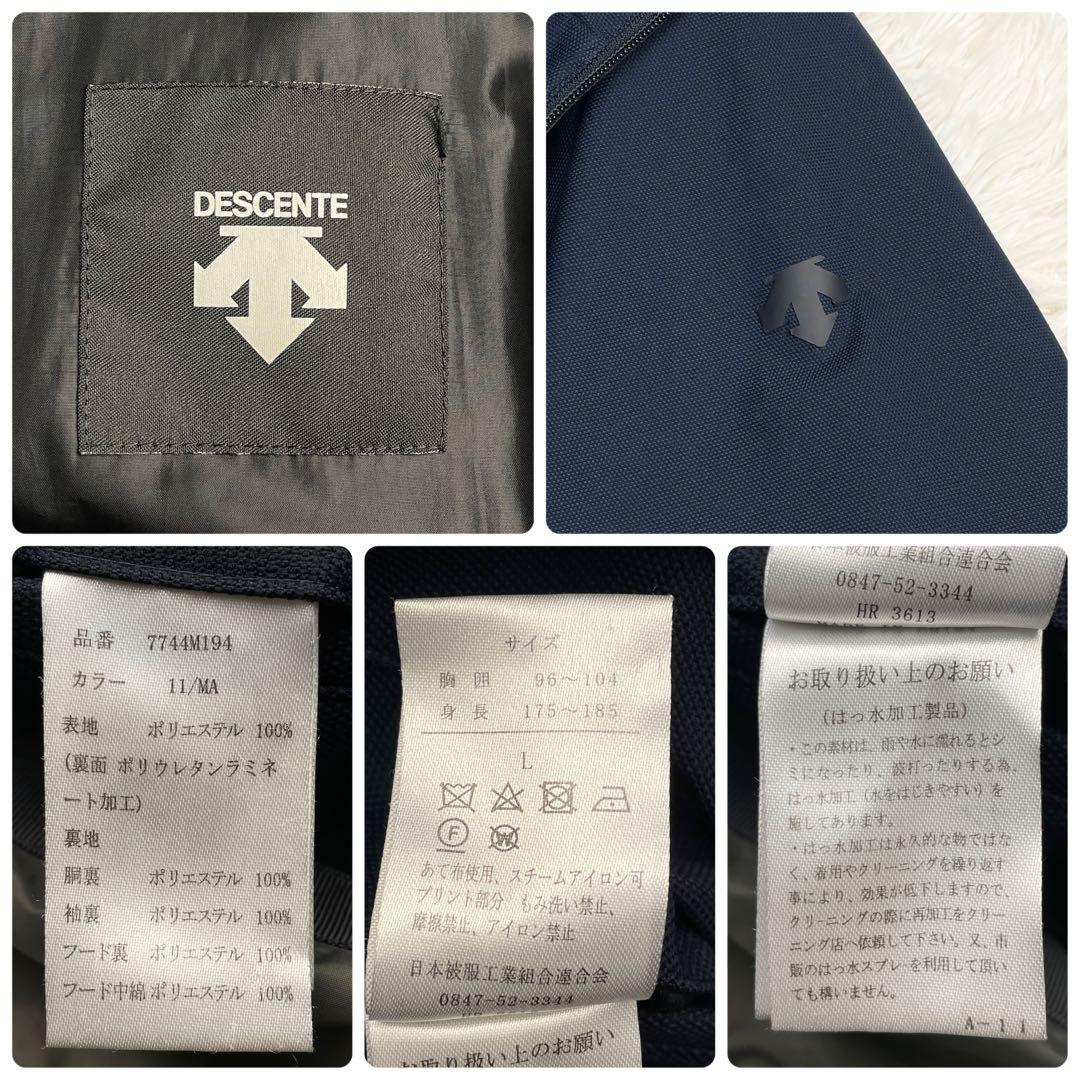 DESCENTE
品番 7744M194
カラー 11/MA
表地 ポリエステル 100%
(裏面 ポリウレタンラミネ
ート加工)
裏地
胴裏 ポリエステル 100%
袖裏 ポリエステル 100%
フード裏 ポリエステル 100%
フード中綿 ポリエステル 100%
サイズ
胸囲 96～104
身長 175～185
L
F
W
あて布使用、スチームアイロン可
プリント部分 もみ洗い禁止、
摩擦禁止、アイロン禁止
日本被服工業組合連合会
0847-52-3344
お取り扱い上のお願い
日本被服工業組合連合会
0847-52-3344
HR 3613
お取り扱い上のお願い
(はっ水加工製品)
・この素材は、雨や水に濡れるとシ
ミになったり、波打ったりする為、
はっ水加工(水をはじきやすい)を
施してあります。
・はっ水加工は永久的な物ではな
く、着用やクリーニングを繰り返す
事により、効果が低下しますので、
クリーニングの際に再加工をクリー
ニング店へ依頼して下さい。又、市
販のはっ水スプレーを利用して頂い
ても構いません。
A-11